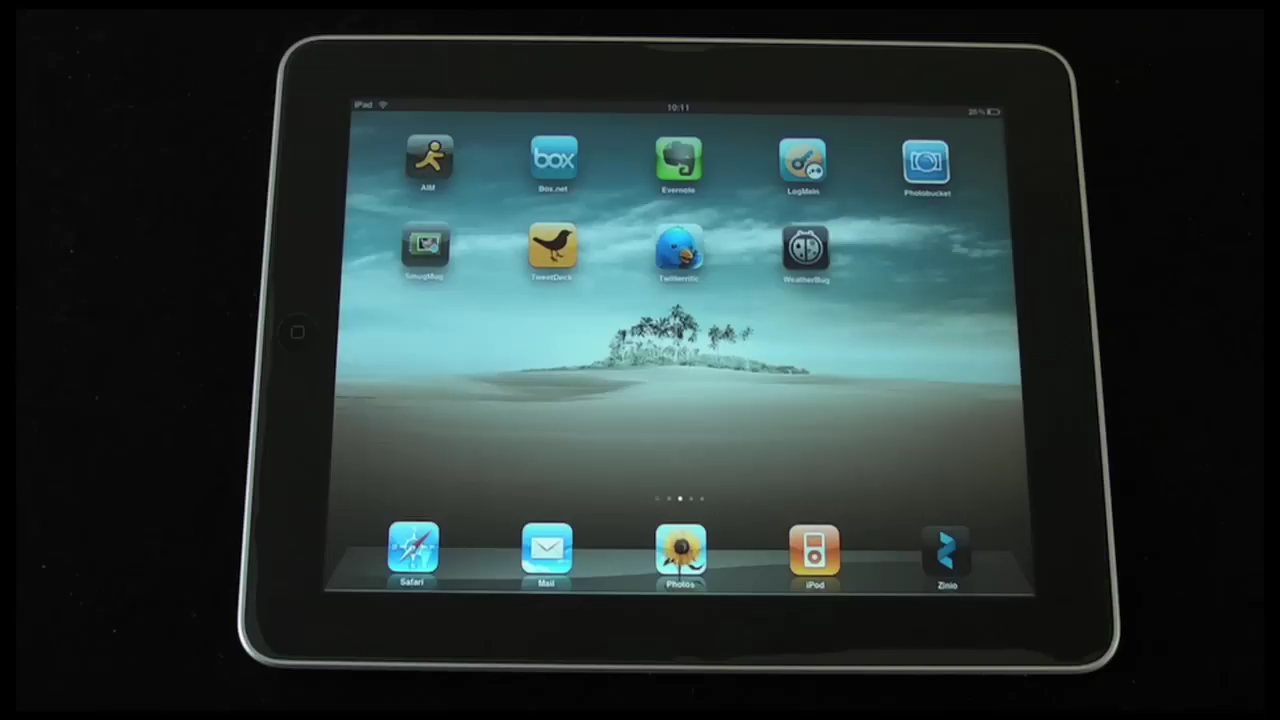 iPad 10:11 25%
AIM box Box.net Evernote LogMeIn Photobucket
SmugMug TweetDeck Twitterrific WeatherBug
Safari Mail Photos iPod Zinio